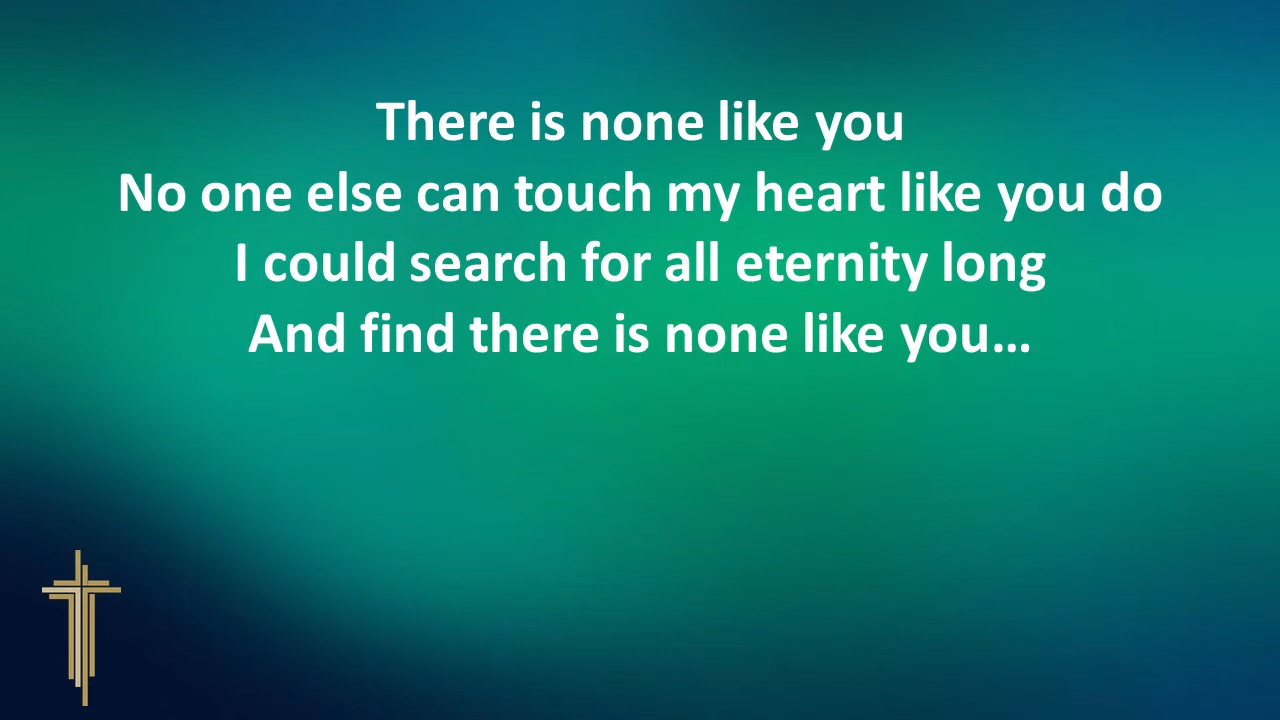 There is none like you
No one else can touch my heart like you do
I could search for all eternity long
And find there is none like you…